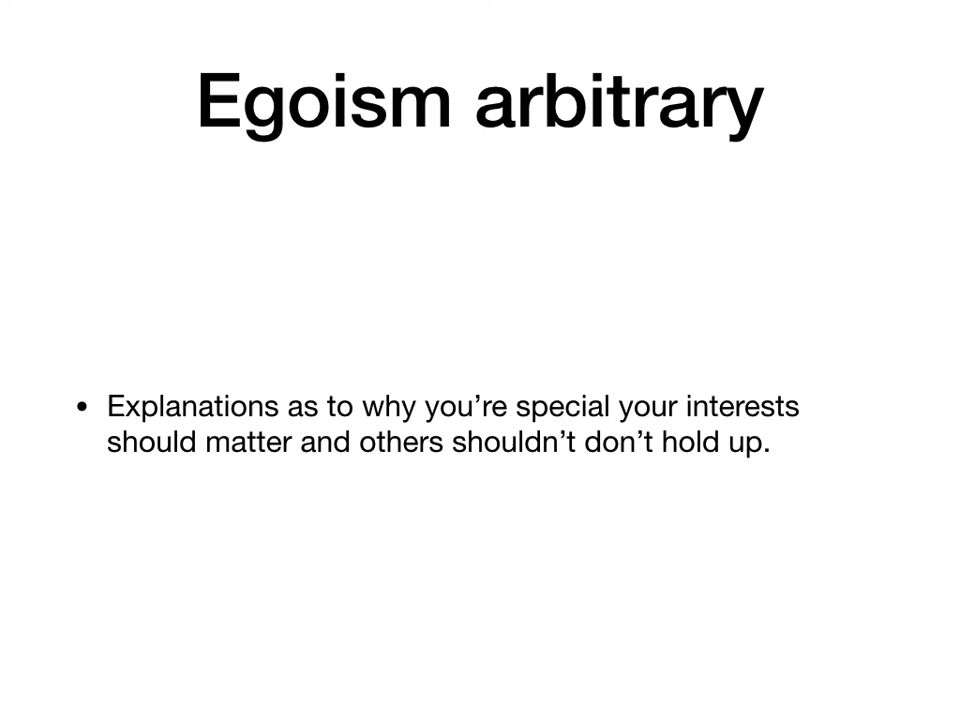 Egoism arbitrary
• Explanations as to why you’re special your interests
should matter and others shouldn’t don’t hold up.